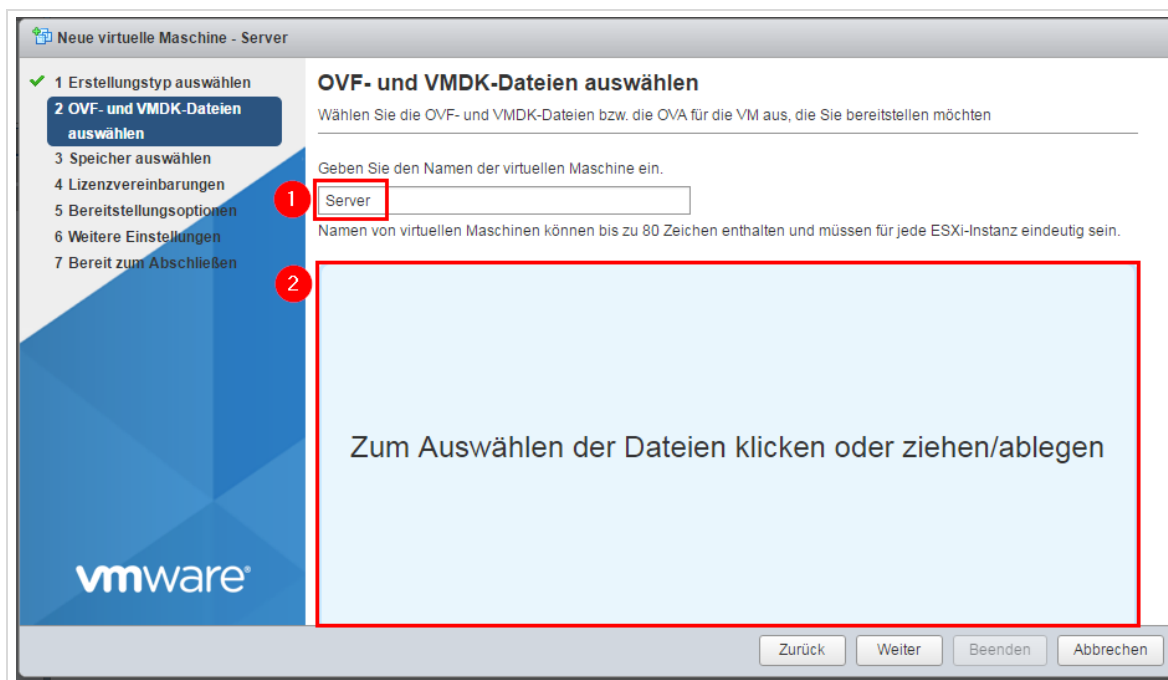 Neue virtuelle Maschine - Server
1 Erstellungstyp auswählen
2 OVF- und VMDK-Dateien
auswählen
3 Speicher auswählen
4 Lizenzvereinbarungen
5 Bereitstellungsoptionen
6 Weitere Einstellungen
7 Bereit zum Abschließen
vmware®
OVF- und VMDK-Dateien auswählen
Wählen Sie die OVF- und VMDK-Dateien bzw. die OVA für die VM aus, die Sie bereitstellen möchten
Geben Sie den Namen der virtuellen Maschine ein.
1
Server
Namen von virtuellen Maschinen können bis zu 80 Zeichen enthalten und müssen für jede ESXi-Instanz eindeutig sein.
2
Zum Auswählen der Dateien klicken oder ziehen/ablegen
Zurück
Weiter
Beenden
Abbrechen